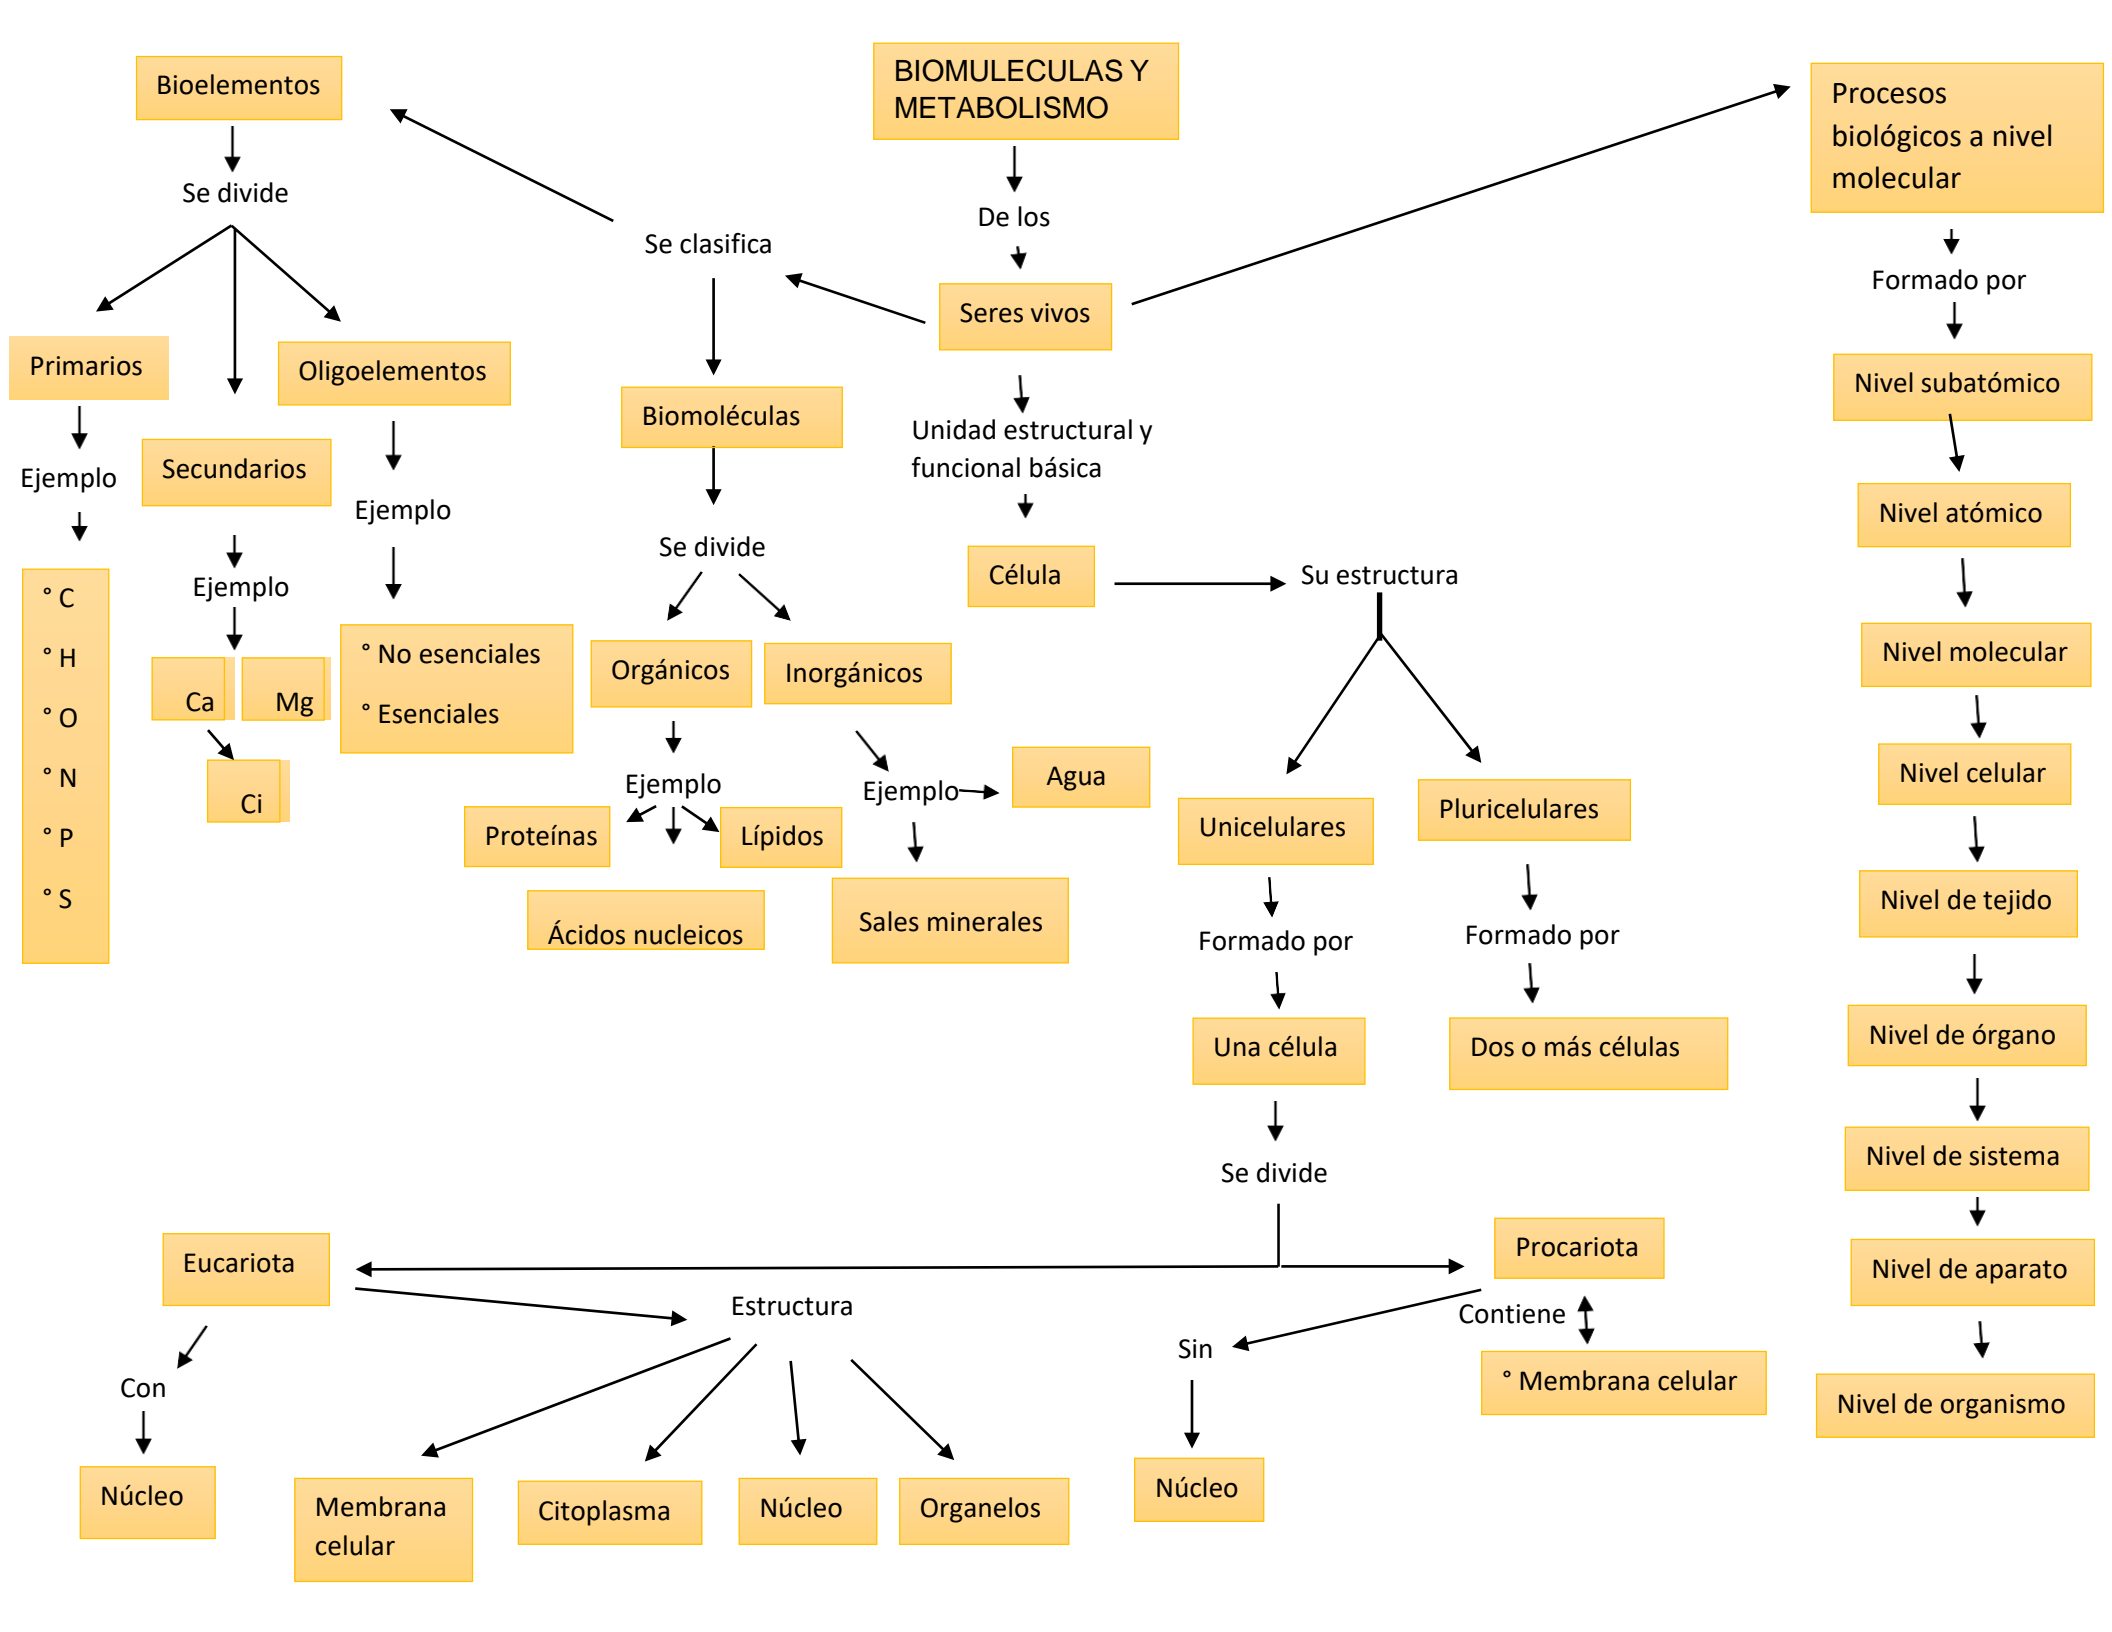 BIOMULECULAS Y
METABOLISMO
De los
Seres vivos
Se clasifica
Bioelementos
Se divide
Primarios
Ejemplo
° C
° H
° O
° N
° P
° S
Secundarios
Ejemplo
Ca
Mg
Ci
Oligoelementos
Ejemplo
° No esenciales
° Esenciales
Biomoléculas
Se divide
Orgánicos
Ejemplo
Proteínas
Lípidos
Ácidos nucleicos
Inorgánicos
Ejemplo
Agua
Sales minerales
Unidad estructural y
funcional básica
Célula
Su estructura
Unicelulares
Formado por
Una célula
Se divide
Pluricelulares
Formado por
Dos o más células
Eucariota
Con
Núcleo
Estructura
Membrana
celular
Citoplasma
Núcleo
Organelos
Procariota
Contiene
° Membrana celular
Sin
Núcleo
Procesos
biológicos a nivel
molecular
Formado por
Nivel subatómico
Nivel atómico
Nivel molecular
Nivel celular
Nivel de tejido
Nivel de órgano
Nivel de sistema
Nivel de aparato
Nivel de organismo